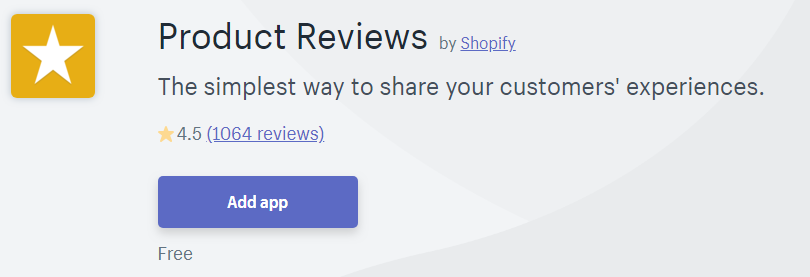 Product Reviews by Shopify
The simplest way to share your customers' experiences.
4.5 (1064 reviews)
Add app
Free